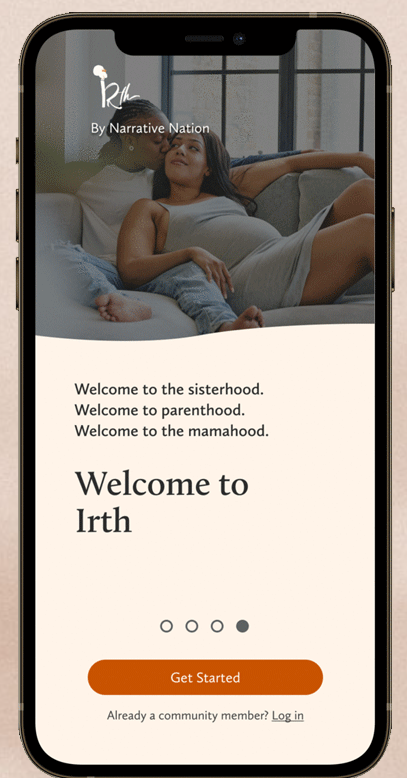 Irth
By Narrative Nation
Welcome to the sisterhood.
Welcome to parenthood.
Welcome to the mamahood.
Welcome to
Irth
Get Started
Already a community member? Log in